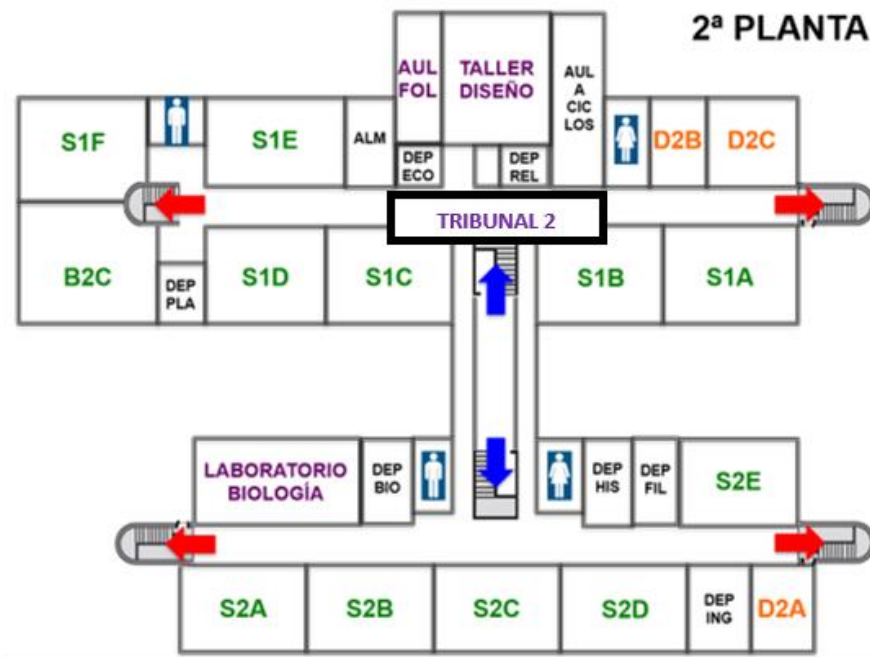 2ª PLANTA
AUL
FOL
TALLER
DISEÑO
AUL
A
CIC
LOS
S1F
S1E
ALM
DEP
ECO
DEP
REL
D2B
D2C
TRIBUNAL 2
B2C
DEP
PLA
S1D
S1C
S1B
S1A
LABORATORIO
BIOLOGÍA
DEP
BIO
DEP
HIS
DEP
FIL
S2E
S2A
S2B
S2C
S2D
DEP
ING
D2A